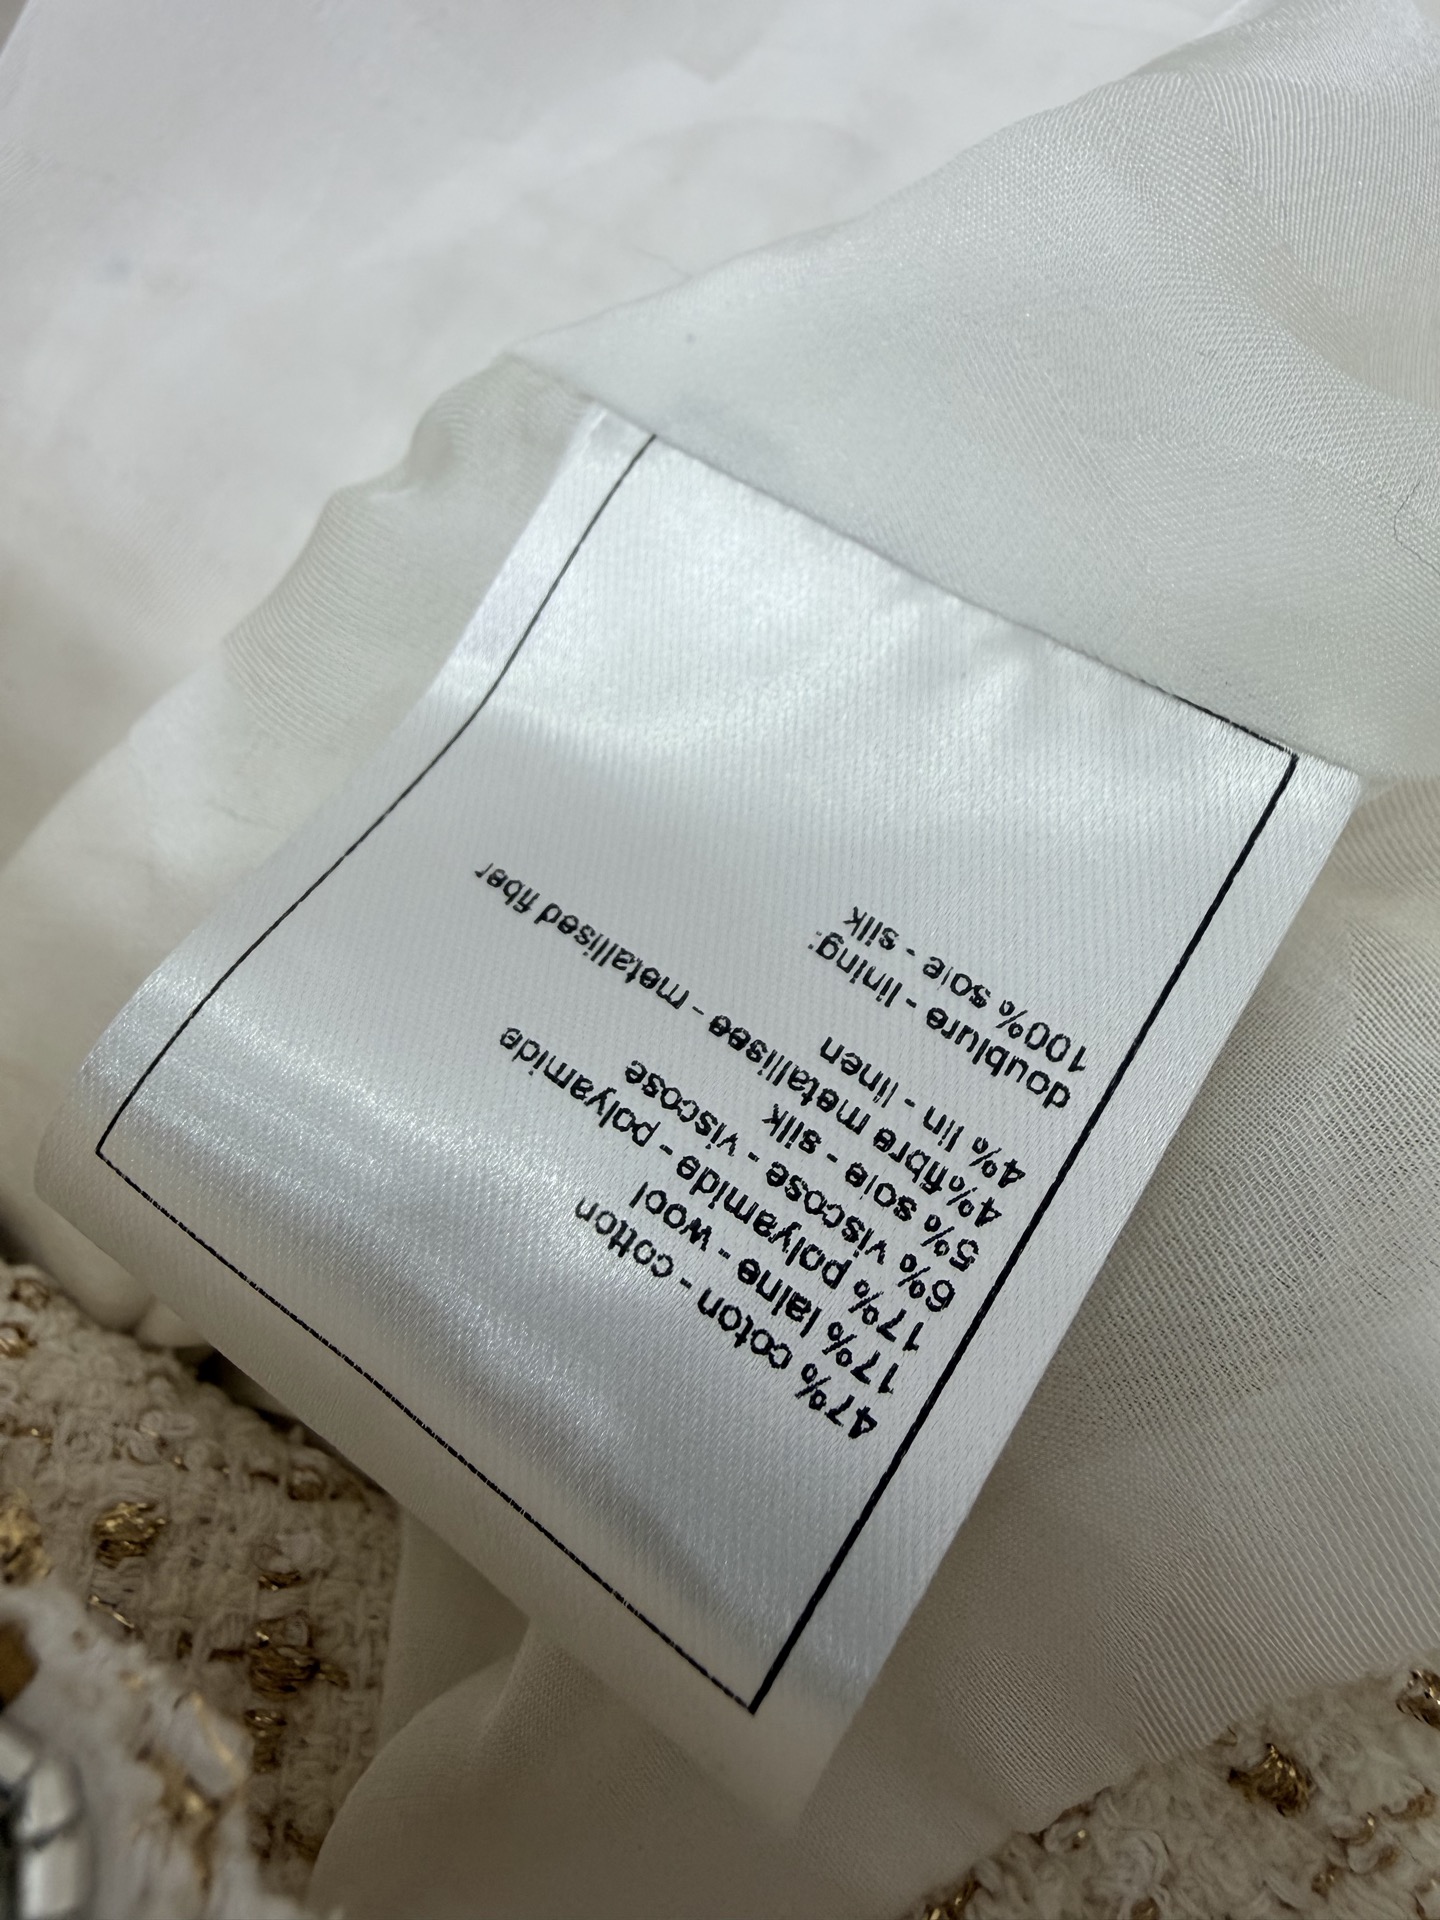 47% coton - cotton
17% laine - wool
17% polyamide - polyamide
6% viscose - viscose
5% soie - silk
4%fibre metallisee - metallised fiber
4% lin - linen
doublure - lining:
100% soie - silk